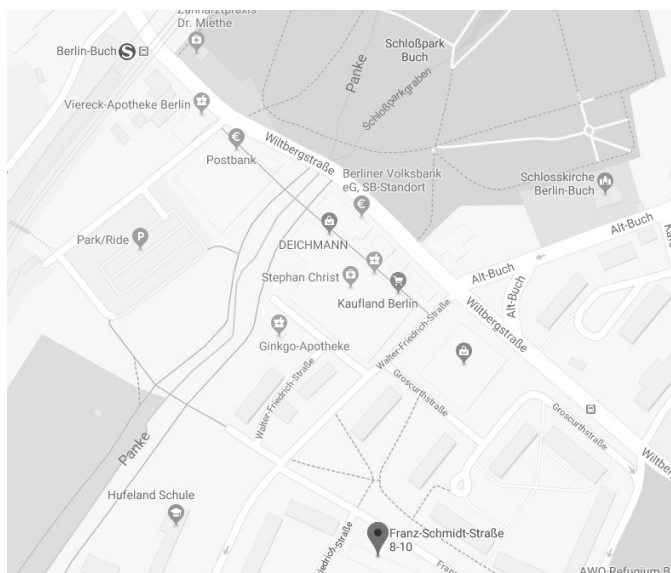 Zahnarztpraxis
Dr. Miethe
Berlin-Buch
S
Schloßpark
Buch
Panke
Schloßparkgraben
Viereck-Apotheke Berlin
Postbank
Wiltbergstraße
Berliner Volksbank
eG, SB-Standort
Schlosskirche
Berlin-Buch
Park/Ride
P
DEICHMANN
Alt-Buch
Alt-Buch
Alt-Buch
Stephan Christ
Kaufland Berlin
Wiltbergstraße
Walter-Friedrich-Straße
Ginkgo-Apotheke
Walter-Friedrich-Straße
Groscurthstraße
Groscurthstraße
Panke
Hufeland Schule
Franz-Schmidt-Straße
8-10
AWO Refugium B